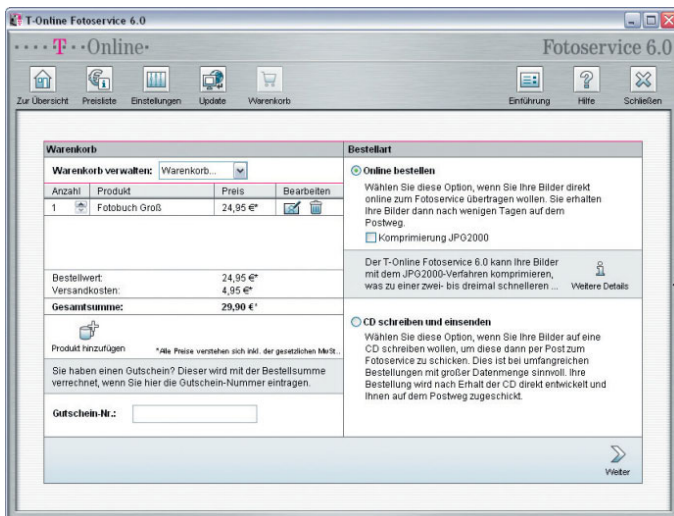 T-Online Fotoservice 6.0
T Online
Fotoservice 6.0
Zur Übersicht Preisliste Einstellungen Update Warenkorb Einführung Hilfe Schließen
Warenkorb
Warenkorb verwalten: Warenkorb...
Anzahl Produkt Preis Bearbeiten
1 Fotobuch Groß 24,95 €*
Bestellwert: 24,95 €*
Versandkosten: 4,95 €*
Gesamtsumme: 29,90 €*
Produkt hinzufügen
*Alle Preise verstehen sich inkl. der gesetzlichen MwSt..
Sie haben einen Gutschein? Dieser wird mit der Bestellsumme
verrechnet, wenn Sie hier die Gutschein-Nummer eintragen.
Gutschein-Nr.:
Bestellart
Online bestellen
Wählen Sie diese Option, wenn Sie Ihre Bilder direkt
online zum Fotoservice übertragen wollen. Sie erhalten
Ihre Bilder dann nach wenigen Tagen auf dem
Postweg.
Komprimierung JPG2000
Der T-Online Fotoservice 6.0 kann Ihre Bilder
mit dem JPG2000-Verfahren komprimieren,
was zu einer zwei- bis dreimal schnelleren ...
Weitere Details
CD schreiben und einsenden
Wählen Sie diese Option, wenn Sie Ihre Bilder auf eine
CD schreiben wollen, um diese dann per Post zum
Fotoservice zu schicken. Dies ist bei umfangreichen
Bestellungen mit großer Datenmenge sinnvoll. Ihre
Bestellung wird nach Erhalt der CD direkt entwickelt und
Ihnen auf dem Postweg zugeschickt.
Weiter